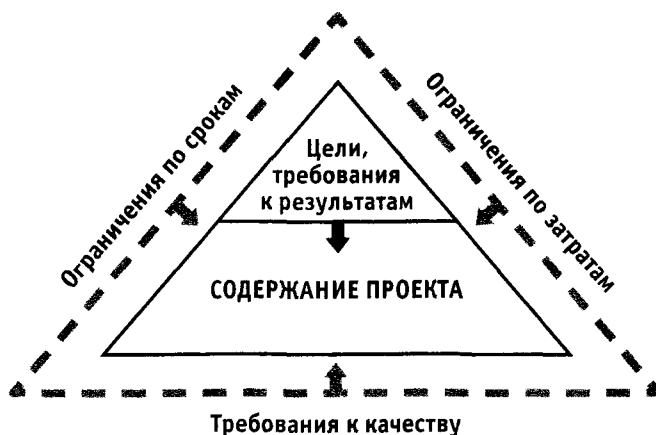 Ограничения по срокам
Ограничения по затратам
Цели,
требования
к результатам
СОДЕРЖАНИЕ ПРОЕКТА
Требования к качеству